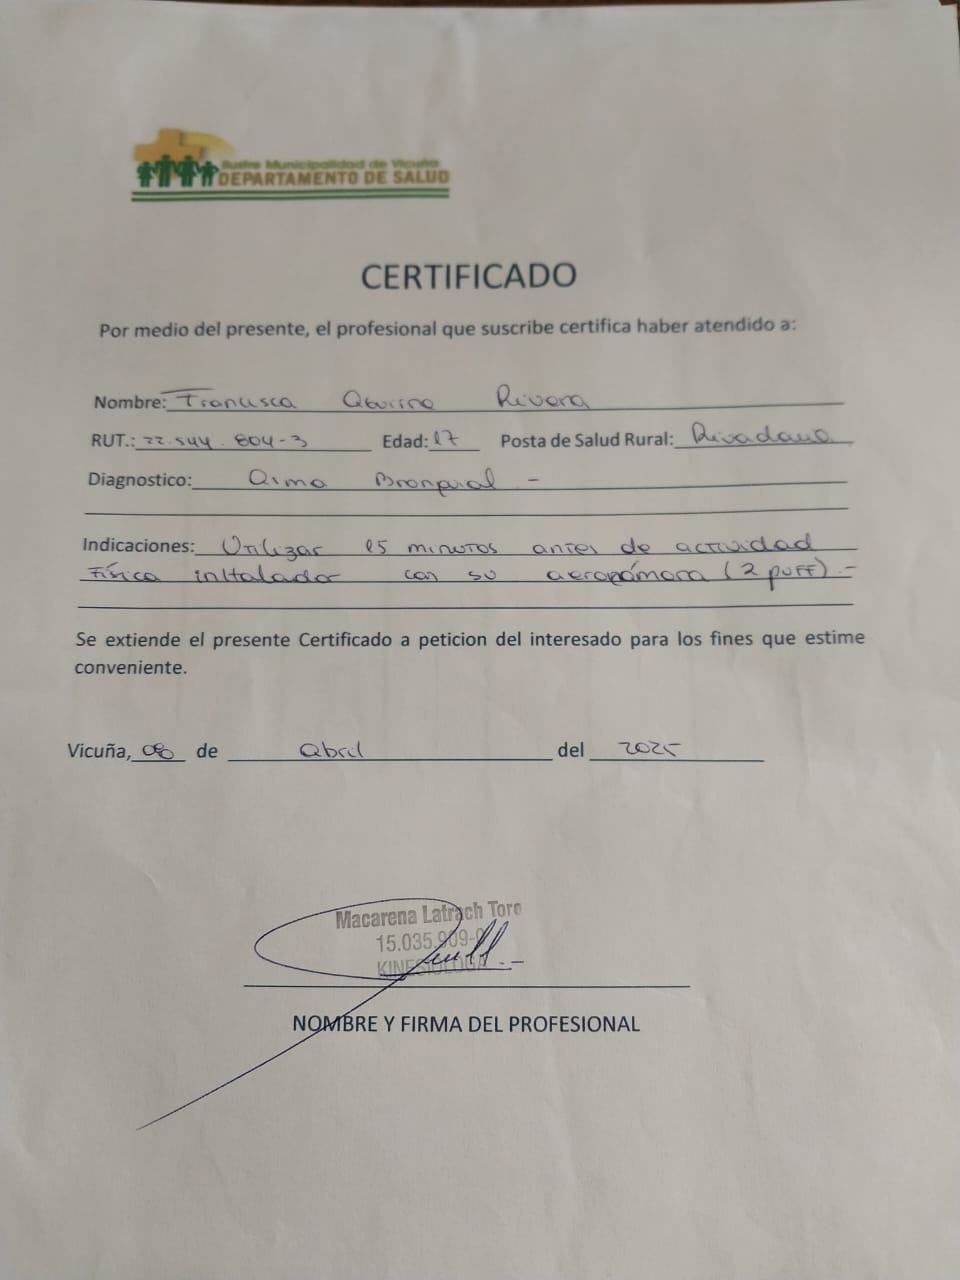 Ilustre Municipalidad de Vicuña
DEPARTAMENTO DE SALUD
CERTIFICADO
Por medio del presente, el profesional que suscribe certifica haber atendido a:
Nombre: Francisca Rivera
RUT.: 22.544.804-3 Edad: 17 Posta de Salud Rural: Rivadavia
Diagnostico: Asma Bronquial -
Indicaciones: Utilizar 15 minutos antes de actividad
Física inhalador con su aerocámara (2 puff).-
Se extiende el presente Certificado a peticion del interesado para los fines que estime
conveniente.
Vicuña, 08 de Abril del 2025
Macarena Latrach Toro
15.035.909-
KINESIOLOGA
NOMBRE Y FIRMA DEL PROFESIONAL